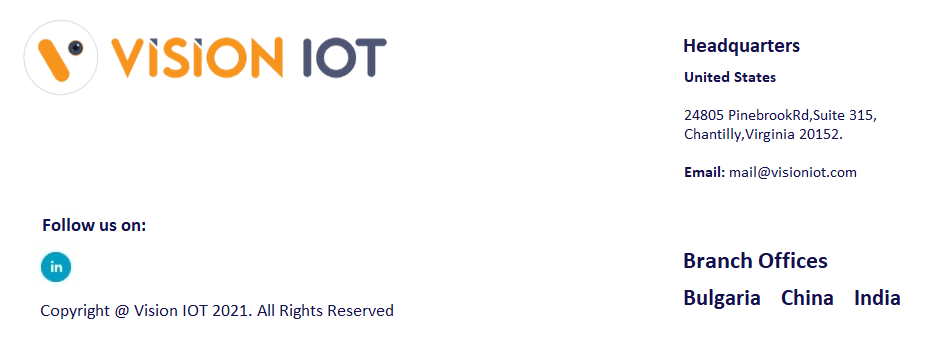 VISION IOT
Headquarters
United States
24805 PinebrookRd,Suite 315,
Chantilly,Virginia 20152.
Email: mail@visioniot.com
Follow us on:
in
Copyright @ Vision IOT 2021. All Rights Reserved
Branch Offices
Bulgaria China India